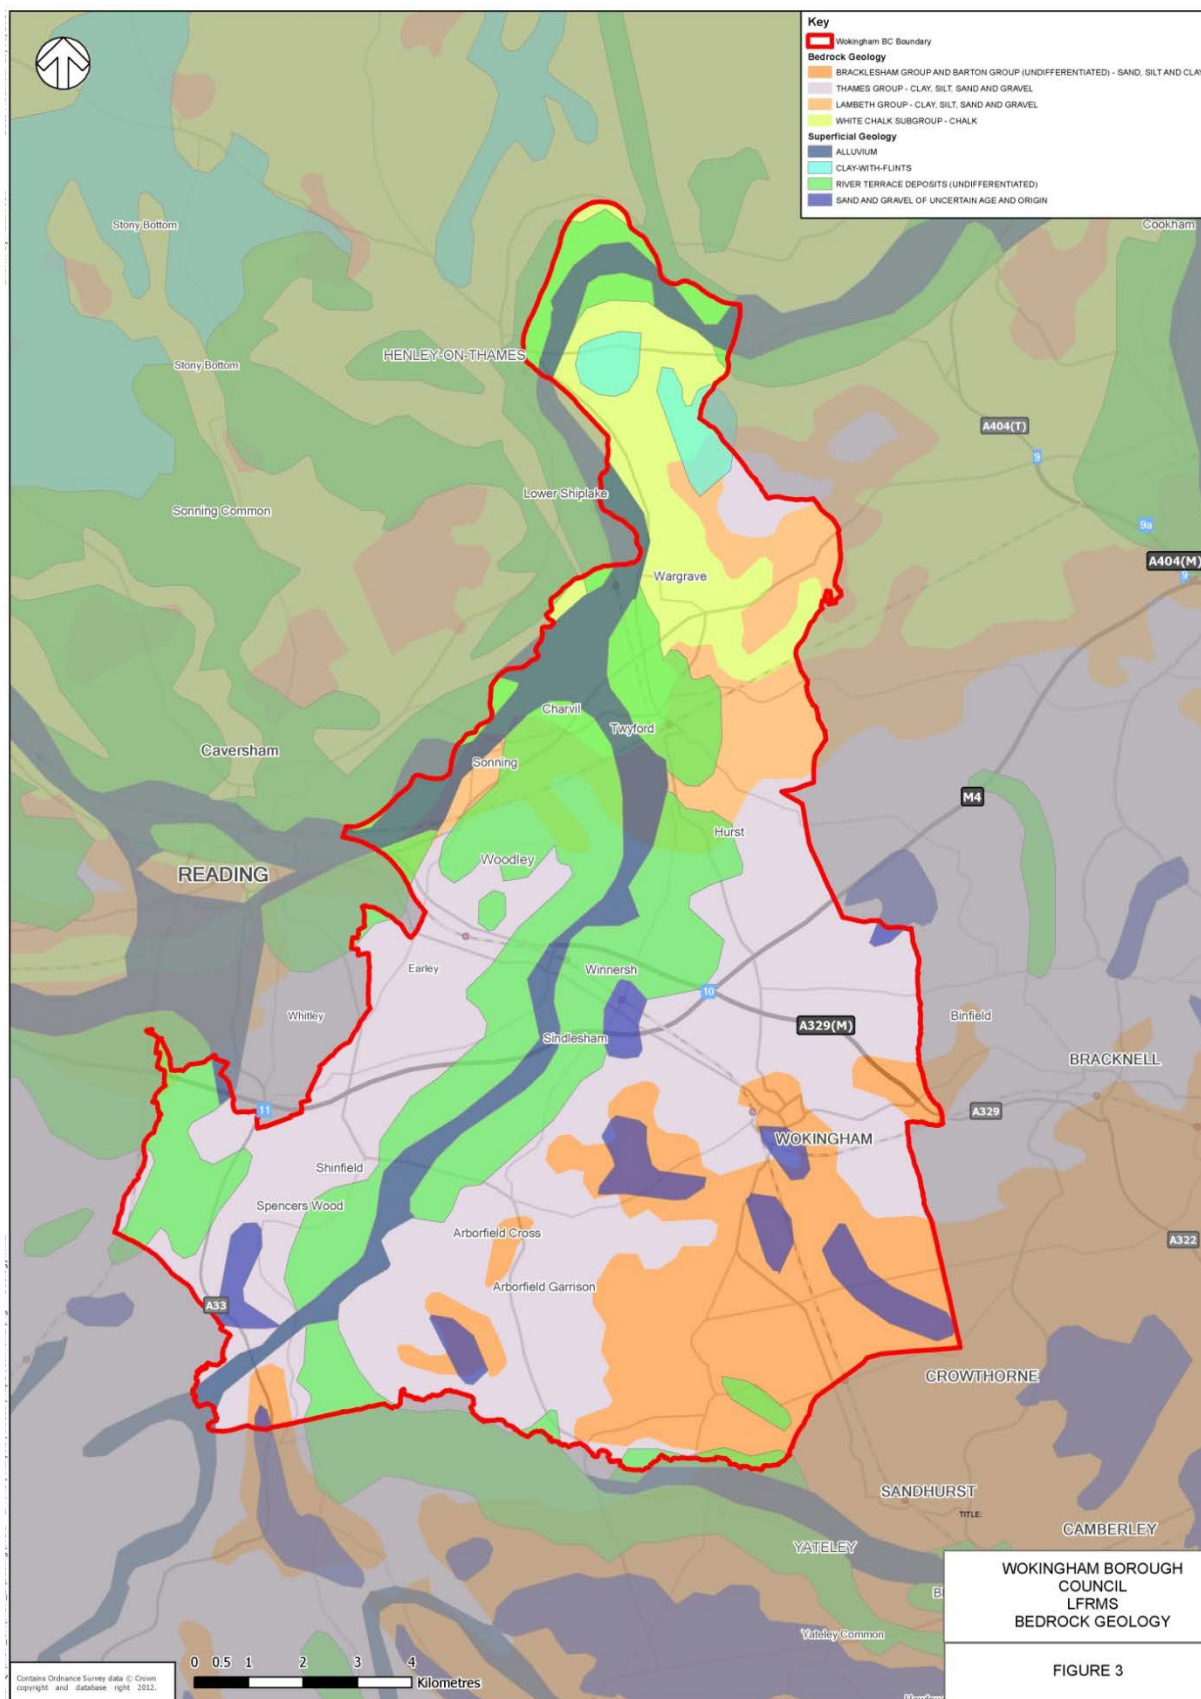 Key
Wokingham BC Boundary
Bedrock Geology
BRACKLESHAM GROUP AND BARTON GROUP (UNDIFFERENTIATED) - SAND, SILT AND CLAY
THAMES GROUP - CLAY, SILT, SAND AND GRAVEL
LAMBETH GROUP - CLAY, SILT, SAND AND GRAVEL
WHITE CHALK SUBGROUP - CHALK
Superficial Geology
ALLUVIUM
CLAY-WITH-FLINTS
RIVER TERRACE DEPOSITS (UNDIFFERENTIATED)
SAND AND GRAVEL OF UNCERTAIN AGE AND ORIGIN
Stony Bottom
Cookham
HENLEY-ON-THAMES
Stony Bottom
A404(T)
9
Lower Shiplake
Sonning Common
9a
A404(M)
9
Wargrave
Charvil
Twyford
Caversham
Sonning
M4
Hurst
Woodley
READING
Earley
Winnersh
10
Whitley
Binfield
A329(M)
Sindlesham
BRACKNELL
11
A329
WOKINGHAM
Shinfield
Spencers Wood
Arborfield Cross
A322
Arborfield Garrison
A33
CROWTHORNE
SANDHURST
TITLE:
CAMBERLEY
YATELEY
WOKINGHAM BOROUGH
COUNCIL
LFRMS
BEDROCK GEOLOGY
Yateley Common
FIGURE 3
0 0.5 1 2 3 4
Kilometres
Contains Ordnance Survey data © Crown
copyright and database right 2012.